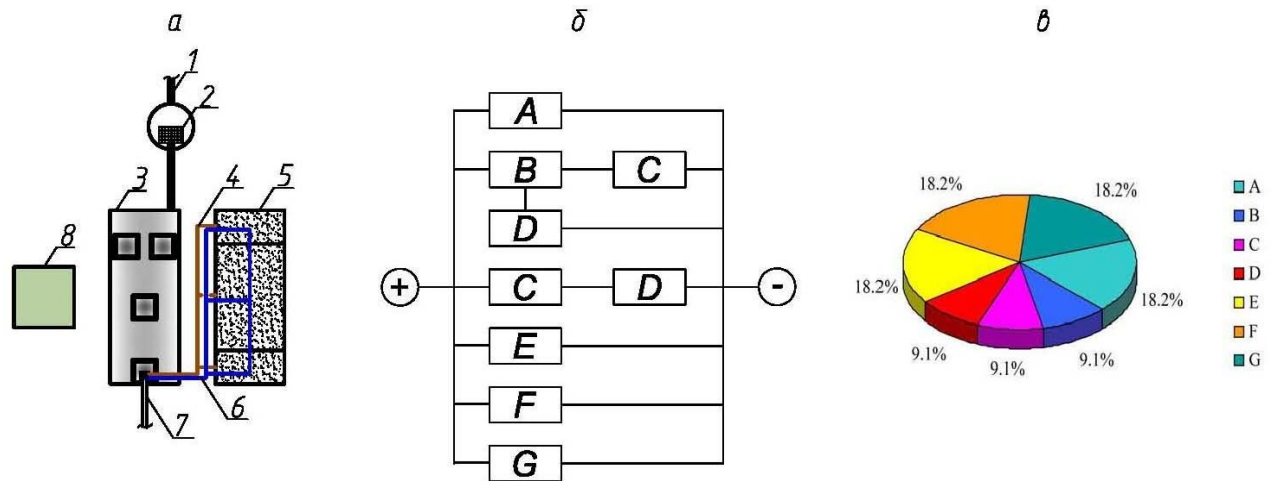 а б в
1
2
3 4 5
8
6
7
A
B C
D
+ C D -
E
F
G
18.2% 18.2%
18.2% 18.2%
9.1% 9.1% 9.1%
A
B
C
D
E
F
G